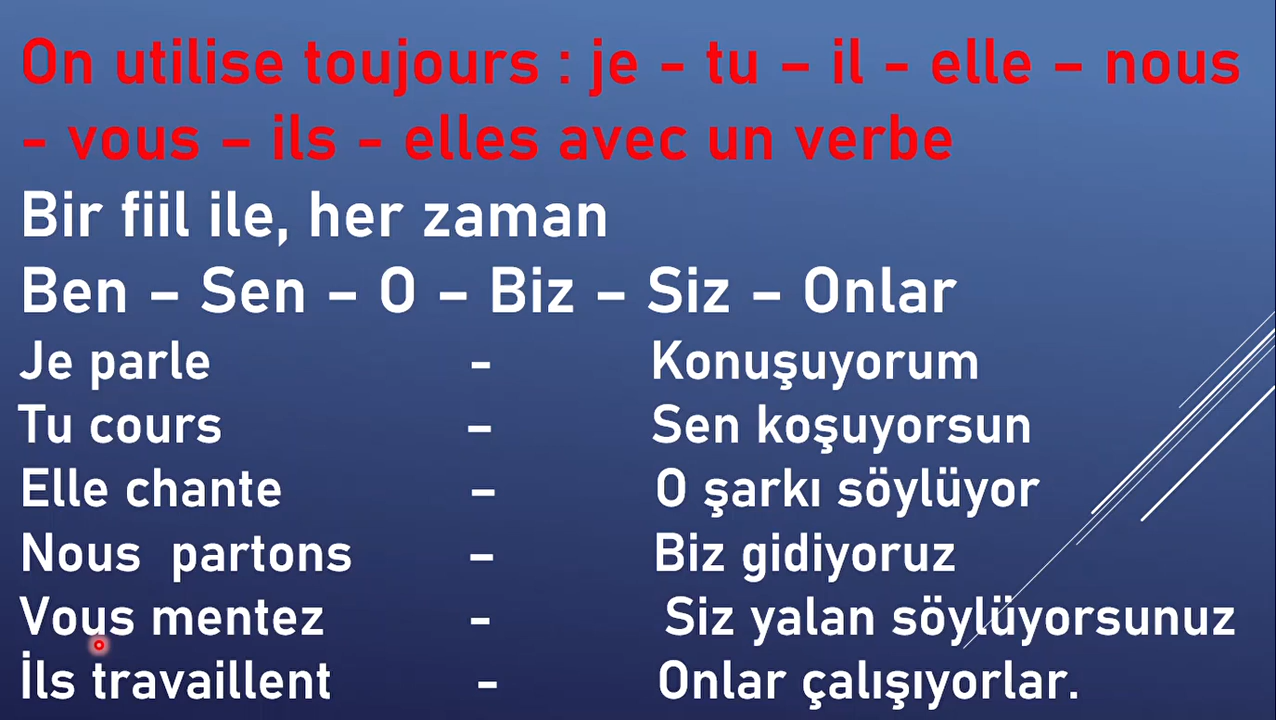 On utilise toujours : je - tu – il - elle – nous
- vous – ils - elles avec un verbe
Bir fiil ile, her zaman
Ben – Sen – O – Biz – Siz – Onlar
Je parle - Konuşuyorum
Tu cours – Sen koşuyorsun
Elle chante – O şarkı söylüyor
Nous partons – Biz gidiyoruz
Vous mentez - Siz yalan söylüyorsunuz
İls travaillent - Onlar çalışıyorlar.